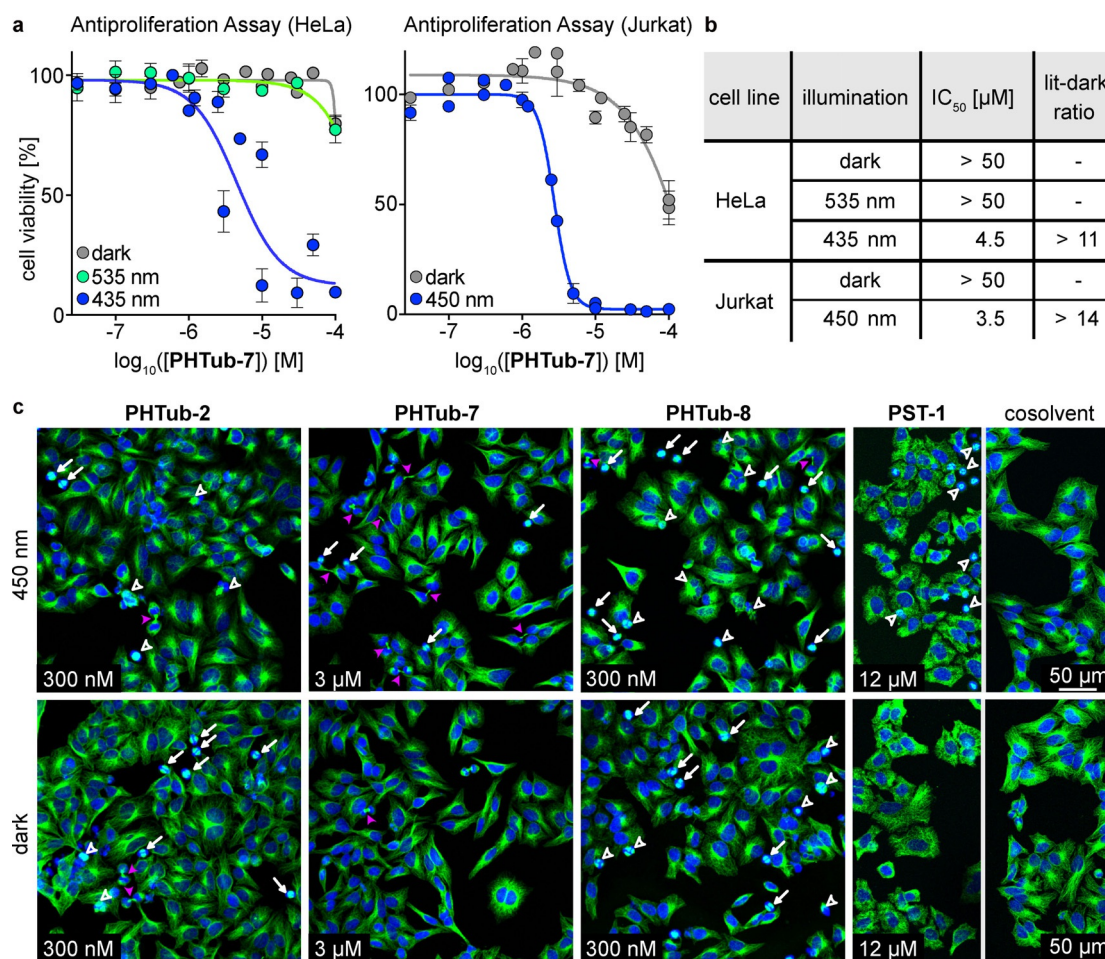 a Antiproliferation Assay (HeLa) Antiproliferation Assay (Jurkat) b
cell viability [%]
100
50
0
dark
535 nm
435 nm
-7 -6 -5 -4
log10([PHTub-7]) [M]
100
50
0
dark
450 nm
-7 -6 -5 -4
log10([PHTub-7]) [M]
cell line illumination IC50 [µM] lit-dark ratio
HeLa
dark > 50 -
535 nm > 50 -
435 nm 4.5 > 11
Jurkat
dark > 50 -
450 nm 3.5 > 14
c PHTub-2 PHTub-7 PHTub-8 PST-1 cosolvent
450 nm
300 nM 3 µM 300 nM 12 µM 50 µm
dark
300 nM 3 µM 300 nM 12 µM 50 µm